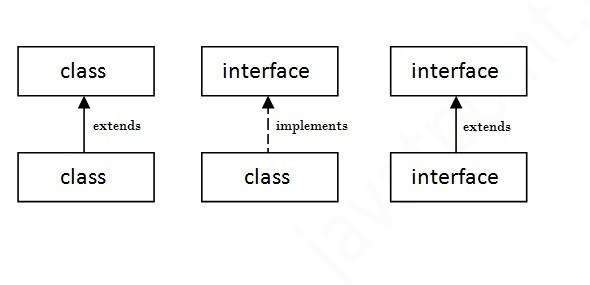 class
interface
interface
extends
implements
extends
class
class
interface